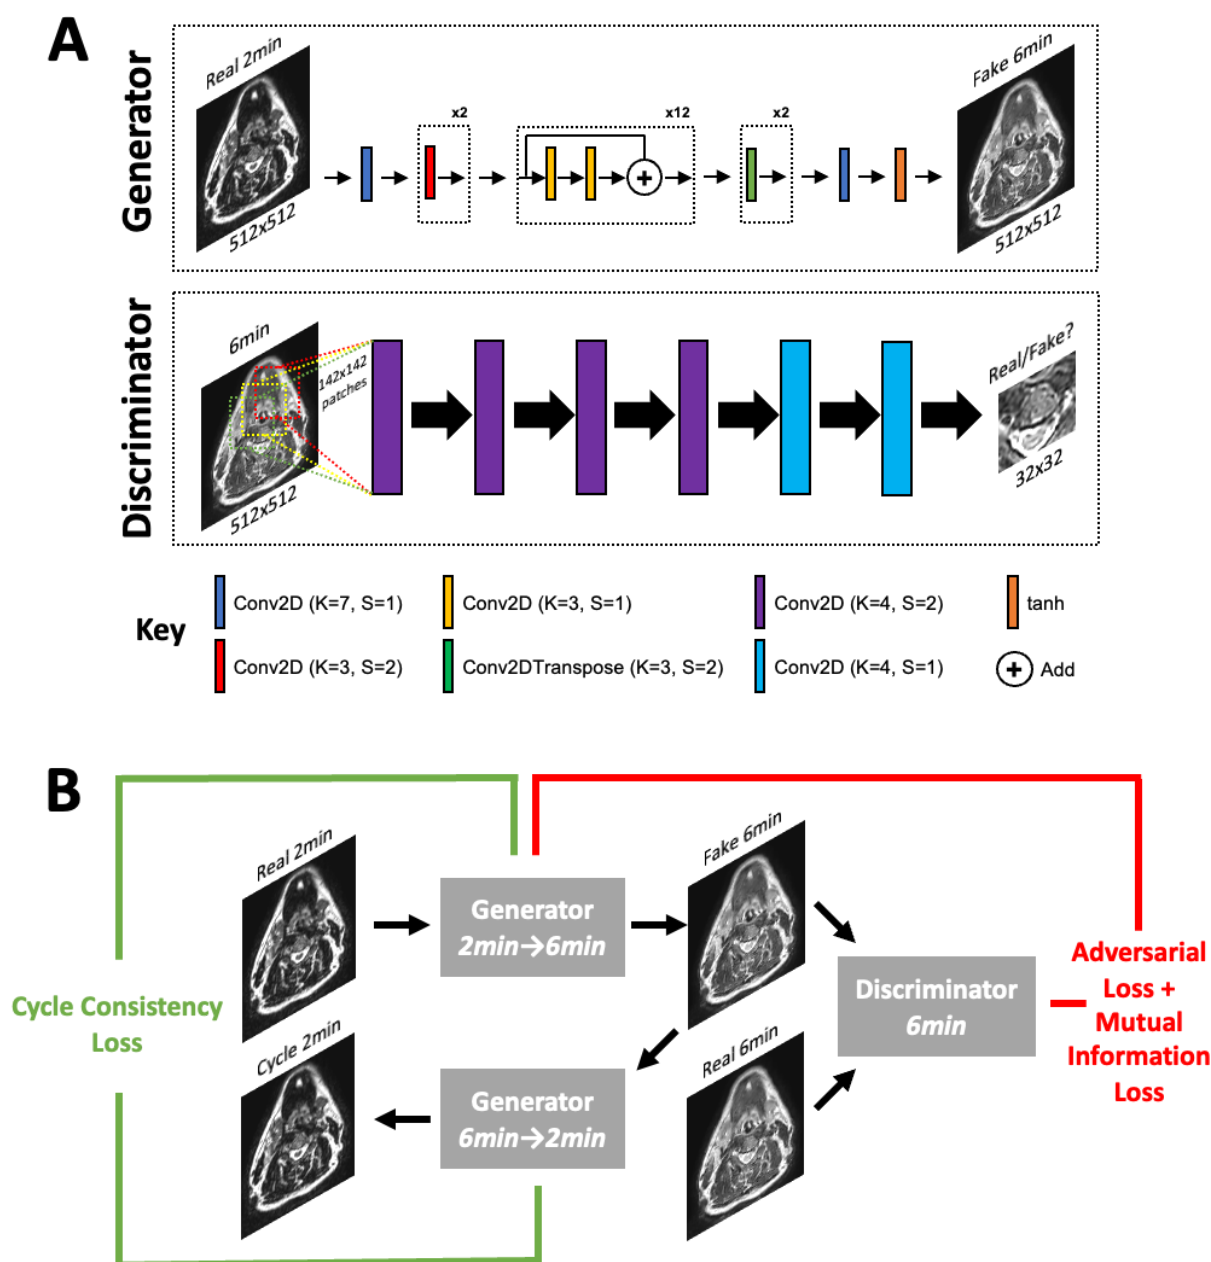 A
Generator
Real 2min
512x512
x2
x12
x2
Fake 6min
512x512
Discriminator
6min
142x142
patches
512x512
Real/Fake?
32x32
Key
Conv2D (K=7, S=1)
Conv2D (K=3, S=1)
Conv2D (K=4, S=2)
tanh
Conv2D (K=3, S=2)
Conv2DTranspose (K=3, S=2)
Conv2D (K=4, S=1)
+ Add
B
Real 2min
Generator
2min→6min
Fake 6min
Cycle Consistency
Loss
Discriminator
6min
Adversarial
Loss +
Mutual
Information
Loss
Cycle 2min
Generator
6min→2min
Real 6min